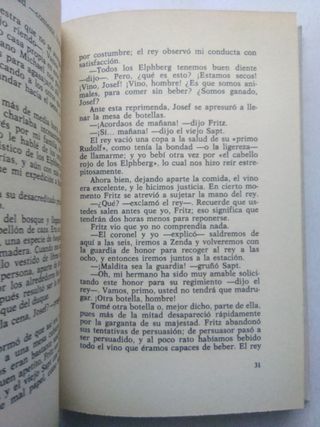 por costumbre; el rey observó mi conducta con
satisfacción.
—Todos los Elphberg tenemos buen diente
—dijo—. Pero, ¿qué es esto? ¡Estamos secos!
¡Vino, Josef! ¡Vino, hombre! ¿Es que somos ani-
males, para comer sin beber? ¿Somos ganado,
Josef?
Ante esta reprimenda, Josef se apresuró a lle-
nar la mesa de botellas.
—¡Acordaos de mañana! —dijo Fritz.
—¡Sí... mañana! —dijo el viejo Sapt.
El rey vació una copa a la salud de su «primo
Rudolf», como tenía la bondad —o la ligereza—
de llamarme; y yo bebí otra por «el cabello
rojo de los Elphberg», lo cual nos hizo reír estre-
pitosamente.
Ahora bien, dejando aparte la comida, el vino
era excelente, y le hicimos justicia. En cierto momento
Fritz se atrevió a sujetar la mano del rey.
—¿Qué? —exclamó el rey—. Recuerde que us-
tedes salen antes que yo, Fritz; eso significa que
tengo dos horas menos para reponerse.
Fritz vio que yo no comprendía nada.
—El coronel y yo —explicó— saldremos de
aquí a las seis, iremos a Zenda y volveremos con
la guardia de honor para recoger al rey a las
ocho, y entonces iremos juntos a la estación.
—¡Maldita sea la guardia! —gruñó Sapt.
—Oh, mi hermano ha sido muy amable solici-
tando este honor para su regimiento —dijo el
rey—. Vamos, primo, usted no tiene que madru-
gar. ¡Otra botella, hombre!
Tomé otra botella o, mejor dicho, parte de ella,
pues más de la mitad desapareció rápidamente
por la garganta de su majestad. Fritz abandonó
sus tentativas de persuasión; de persuasor pasó a
ser persuadido, y al poco rato habíamos bebido
todo el vino que éramos capaces de beber. El rey
31